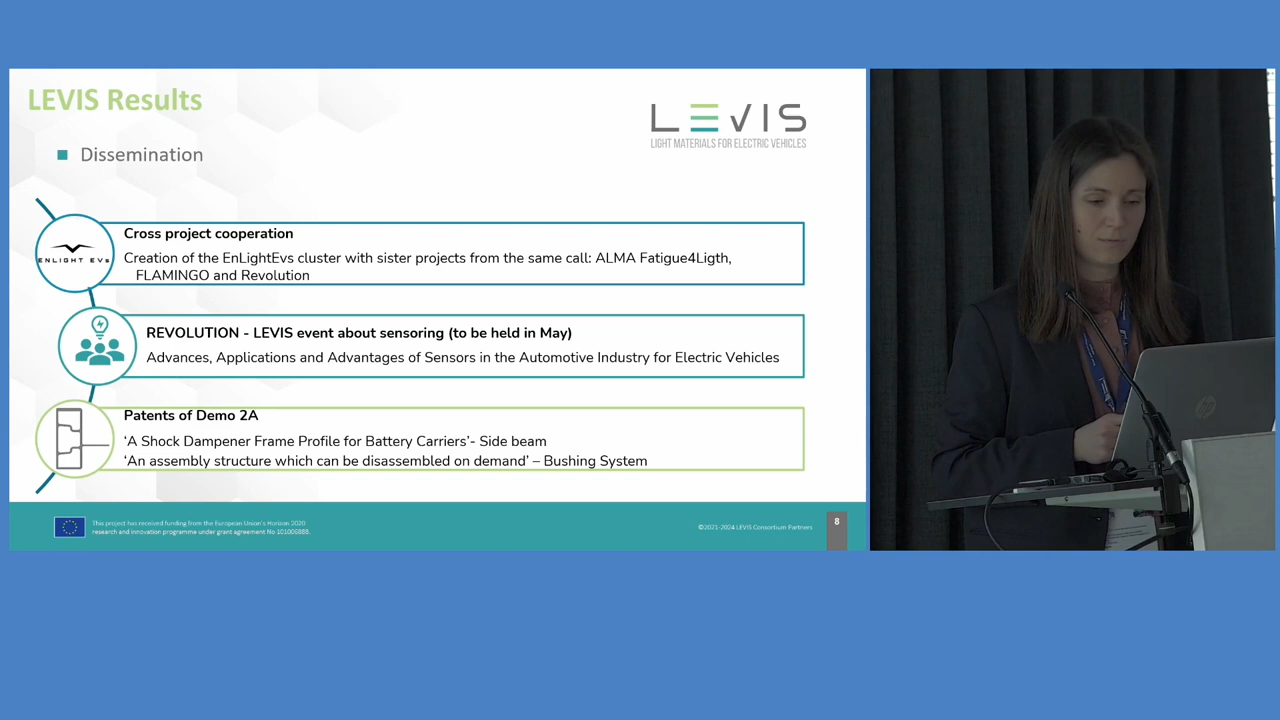 LEVIS Results
LEVIS
LIGHT MATERIALS FOR ELECTRIC VEHICLES
Dissemination
ENLIGHT EVs
Cross project cooperation
Creation of the EnLightEvs cluster with sister projects from the same call: ALMA Fatigue4Ligth,
FLAMINGO and Revolution
REVOLUTION - LEVIS event about sensoring (to be held in May)
Advances, Applications and Advantages of Sensors in the Automotive Industry for Electric Vehicles
Patents of Demo 2A
‘A Shock Dampener Frame Profile for Battery Carriers’- Side beam
‘An assembly structure which can be disassembled on demand’ – Bushing System
This project has received funding from the European Union's Horizon 2020
research and innovation programme under grant agreement No 101006888.
©2021-2024 LEVIS Consortium Partners
8
hp